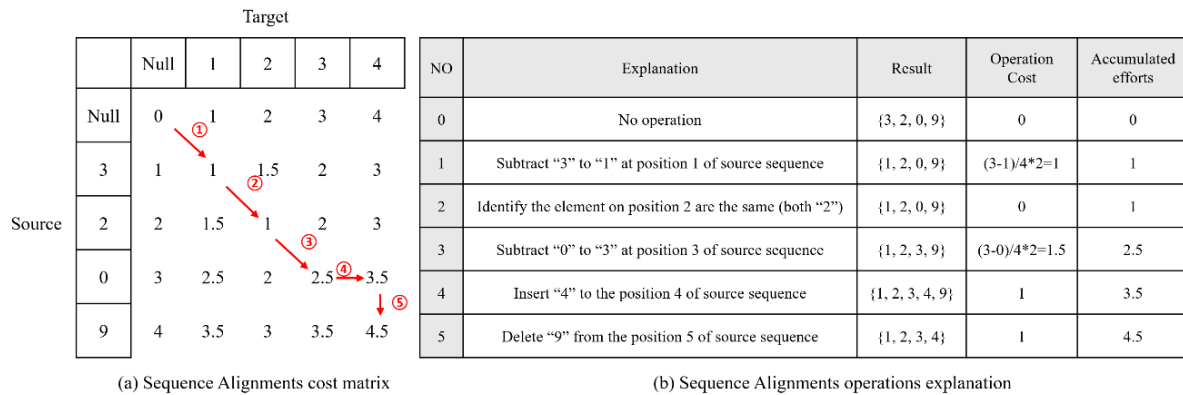 Target
Null 1 2 3 4
Null 0 1 2 3 4
①
3 1 1 1.5 2 3
②
Source 2 2 1.5 1 2 3
③
0 3 2.5 2 2.5 ④ 3.5
⑤
9 4 3.5 3 3.5 4.5
(a) Sequence Alignments cost matrix
NO Explanation Result Operation Cost Accumulated efforts
0 No operation {3, 2, 0, 9} 0 0
1 Subtract “3” to “1” at position 1 of source sequence {1, 2, 0, 9} (3-1)/4*2=1 1
2 Identify the element on position 2 are the same (both “2”) {1, 2, 0, 9} 0 1
3 Subtract “0” to “3” at position 3 of source sequence {1, 2, 3, 9} (3-0)/4*2=1.5 2.5
4 Insert “4” to the position 4 of source sequence {1, 2, 3, 4, 9} 1 3.5
5 Delete “9” from the position 5 of source sequence {1, 2, 3, 4} 1 4.5
(b) Sequence Alignments operations explanation